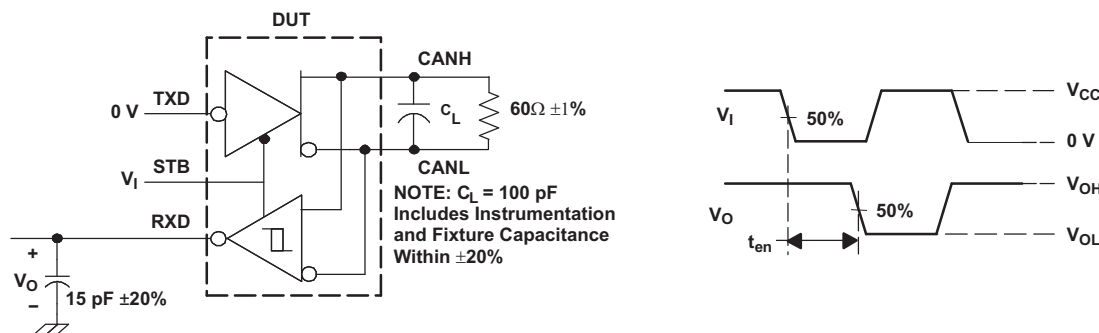 DUT
CANH
TXD
0 V
C_L
60Ω ±1%
STB
V_I
CANL
RXD
NOTE: C_L = 100 pF
Includes Instrumentation
and Fixture Capacitance
Within ±20%
+
V_O
15 pF ±20%
−
V_CC
V_I
50%
0 V
V_OH
V_O
50%
t_en
V_OL